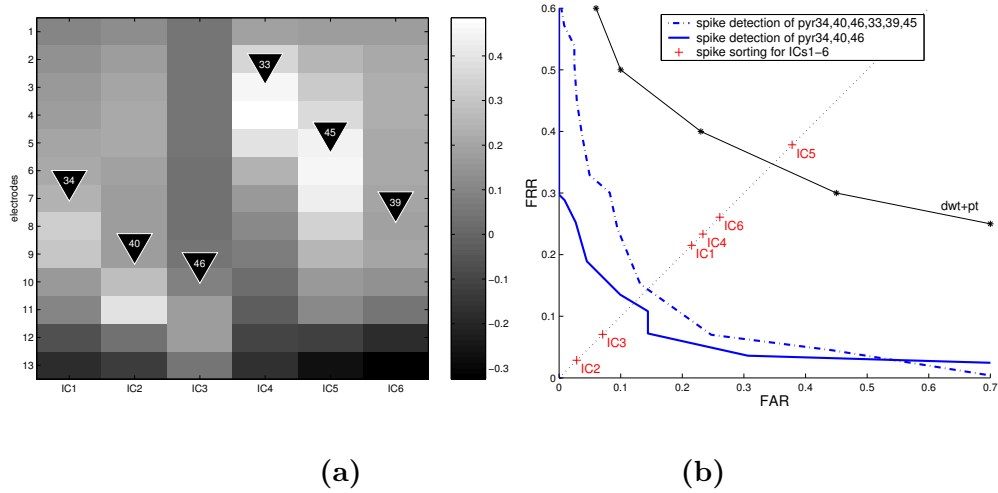 1
2
3
4
5
6
7
8
9
10
11
12
13
electrodes
33
45
34
39
40
46
IC1 IC2 IC3 IC4 IC5 IC6
0.4
0.3
0.2
0.1
0
−0.1
−0.2
−0.3
(a)
spike detection of pyr34,40,46,33,39,45
spike detection of pyr34,40,46
spike sorting for ICs1−6
0.6
0.5
0.4
0.3
0.2
0.1
0
FRR
IC5
dwt+pt
IC6
IC4
IC1
IC3
IC2
0 0.1 0.2 0.3 0.4 0.5 0.6 0.7
FAR
(b)